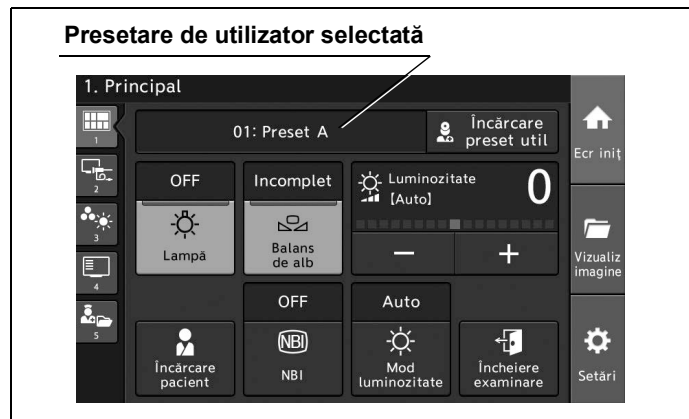 Presetare de utilizator selectată
1. Principal
1
01: Preset A
Încărcare
preset util
Ecr iniț
2
OFF
Incomplet
Luminozitate
[Auto]
0
Lampă
Balans
de alb
−
+
3
Vizualiz
imagine
4
OFF
Auto
5
Încărcare
pacient
NBI
NBI
Mod
luminozitate
Încheiere
examinare
Setări